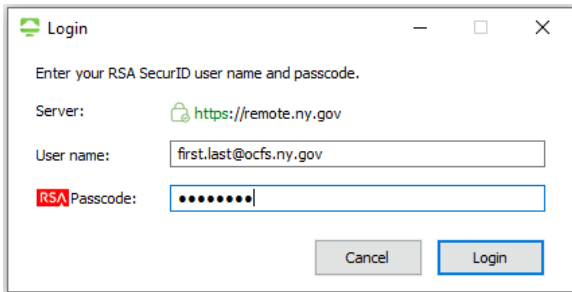 Login
Enter your RSA SecurID user name and passcode.
Server: https://remote.ny.gov
User name: first.last@ocfs.ny.gov
RSA Passcode: ••••••••
Cancel Login